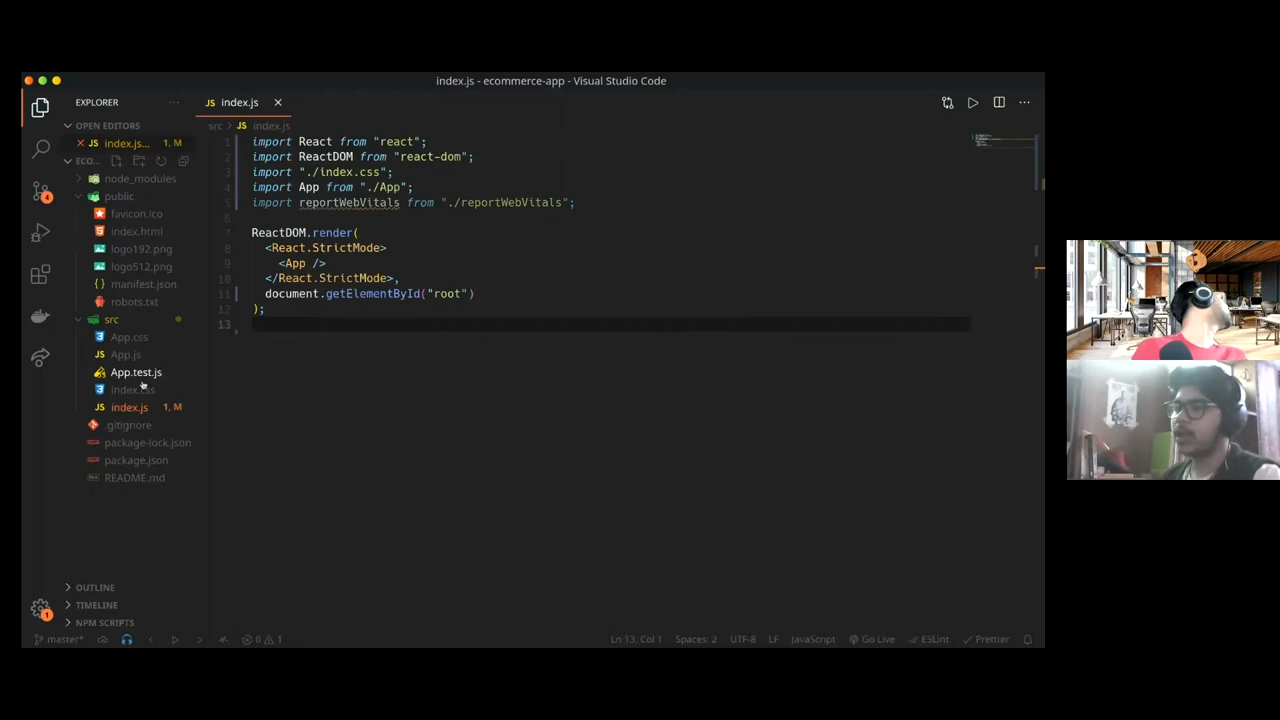 index.js - ecommerce-app - Visual Studio Code
EXPLORER
OPEN EDITORS
index.js... 1, M
ECO...
node_modules
public
favicon.ico
index.html
logo192.png
logo512.png
manifest.json
robots.txt
src
App.css
App.js
App.test.js
index.css
index.js 1, M
.gitignore
package-lock.json
package.json
README.md
OUTLINE
TIMELINE
NPM SCRIPTS
JS index.js
src JS index.js
1 import React from "react";
2 import ReactDOM from "react-dom";
3 import "./index.css";
4 import App from "./App";
5 import reportWebVitals from "./reportWebVitals";
6
7 ReactDOM.render(
8 <React.StrictMode>
9 <App />
10 </React.StrictMode>,
11 document.getElementById("root")
12 );
13
master* 0 1 Ln 13, Col 1 Spaces: 2 UTF-8 LF JavaScript Go Live ESLint Prettier